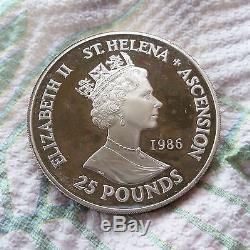 ELIZABETH II ST. HELENA * ASCENSION
1986
25 POUNDS